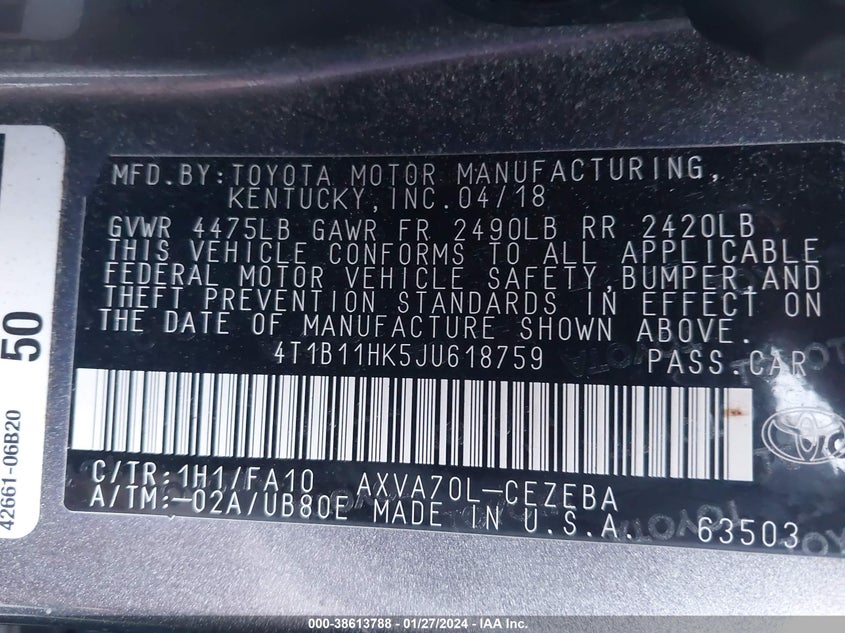 MFD.BY:TOYOTA MOTOR MANUFACTURING,
KENTUCKY,INC.04/18
GVWR 4475LB GAWR FR 2490LB RR 2420LB
THIS VEHICLE CONFORMS TO ALL APPLICABLE
FEDERAL MOTOR VEHICLE SAFETY,BUMPER,AND
THEFT PREVENTION STANDARDS IN EFFECT ON
THE DATE OF MANUFACTURE SHOWN ABOVE.
4T1B11HK5JU618759 PASS.CAR
C/TR:1H1/FA10 AXVA70L-CEZEBA
A/TM:-02A/UB80E MADE IN U.S.A. 63503
50
42661-06B20
TOYOTA
000-38613788 - 01/27/2024 - IAA Inc.